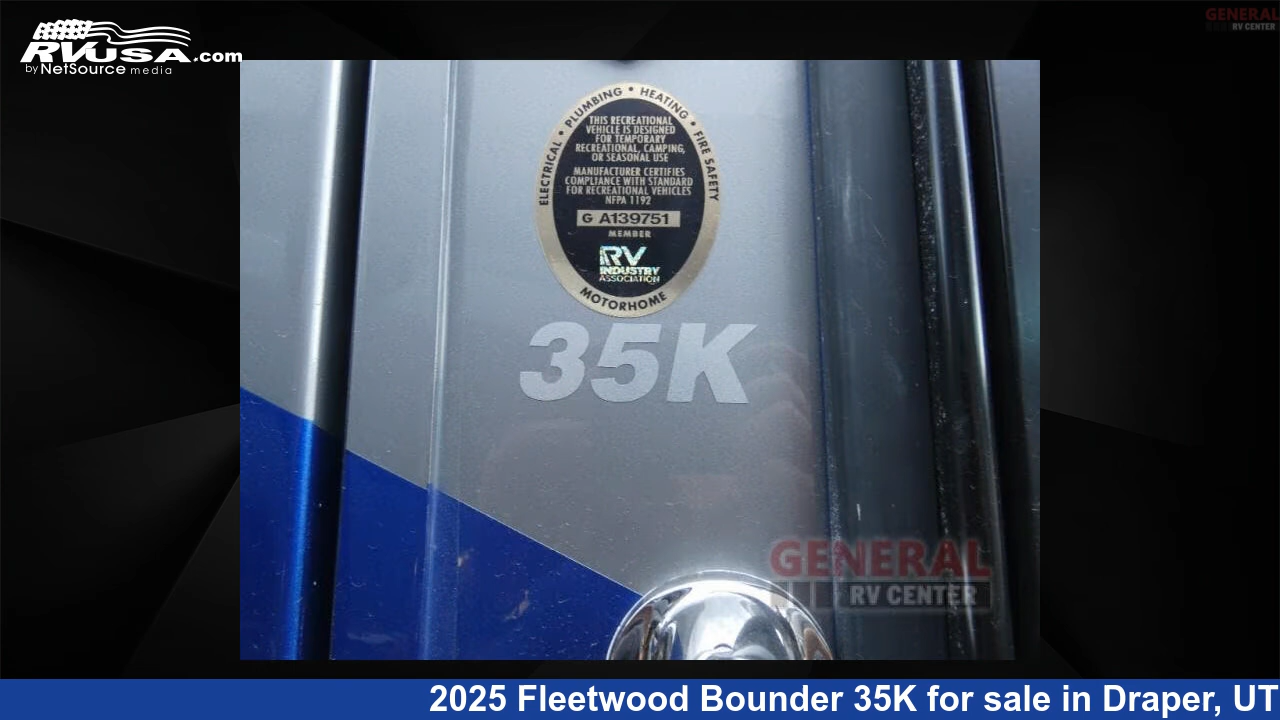 RVUSA.com
by NetSource media
GENERAL
RV CENTER
ELECTRICAL • PLUMBING • HEATING • FIRE SAFETY
THIS RECREATIONAL
VEHICLE IS DESIGNED
FOR TEMPORARY
RECREATIONAL, CAMPING,
OR SEASONAL USE
MANUFACTURER CERTIFIES
COMPLIANCE WITH STANDARD
FOR RECREATIONAL VEHICLES
NFPA 1192
G A139751
MEMBER
RV
INDUSTRY
ASSOCIATION
MOTORHOME
35K
GENERAL
RV CENTER
2025 Fleetwood Bounder 35K for sale in Draper, UT